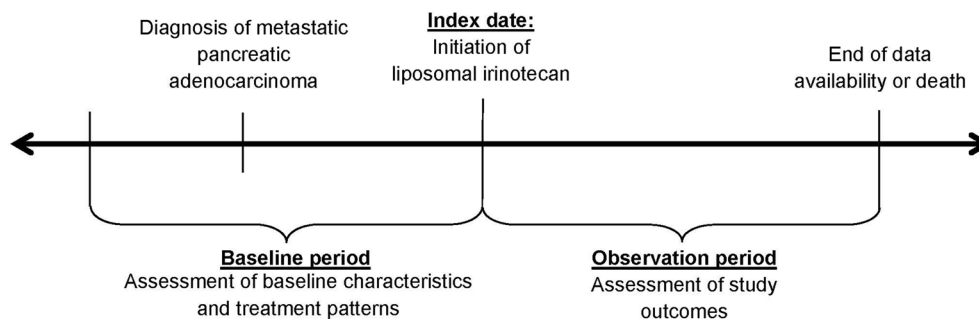 Diagnosis of metastatic
pancreatic
adenocarcinoma
Index date:
Initiation of
liposomal irinotecan
End of data
availability or death
Baseline period
Assessment of baseline characteristics
and treatment patterns
Observation period
Assessment of study
outcomes